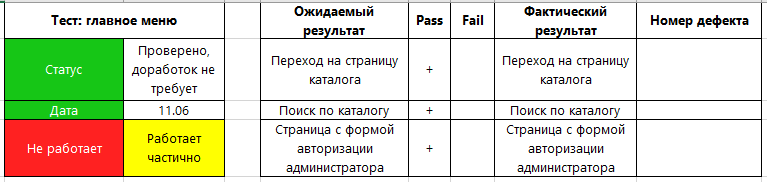 Тест: главное меню
Ожидаемый
результат
Pass
Fail
Фактический
результат
Номер дефекта
Статус
Проверено,
доработок не
требует
Переход на страницу
каталога
+
Переход на страницу
каталога
Дата
11.06
Поиск по каталогу
+
Поиск по каталогу
Не работает
Работает
частично
Страница с формой
авторизации
администратора
+
Страница с формой
авторизации
администратора